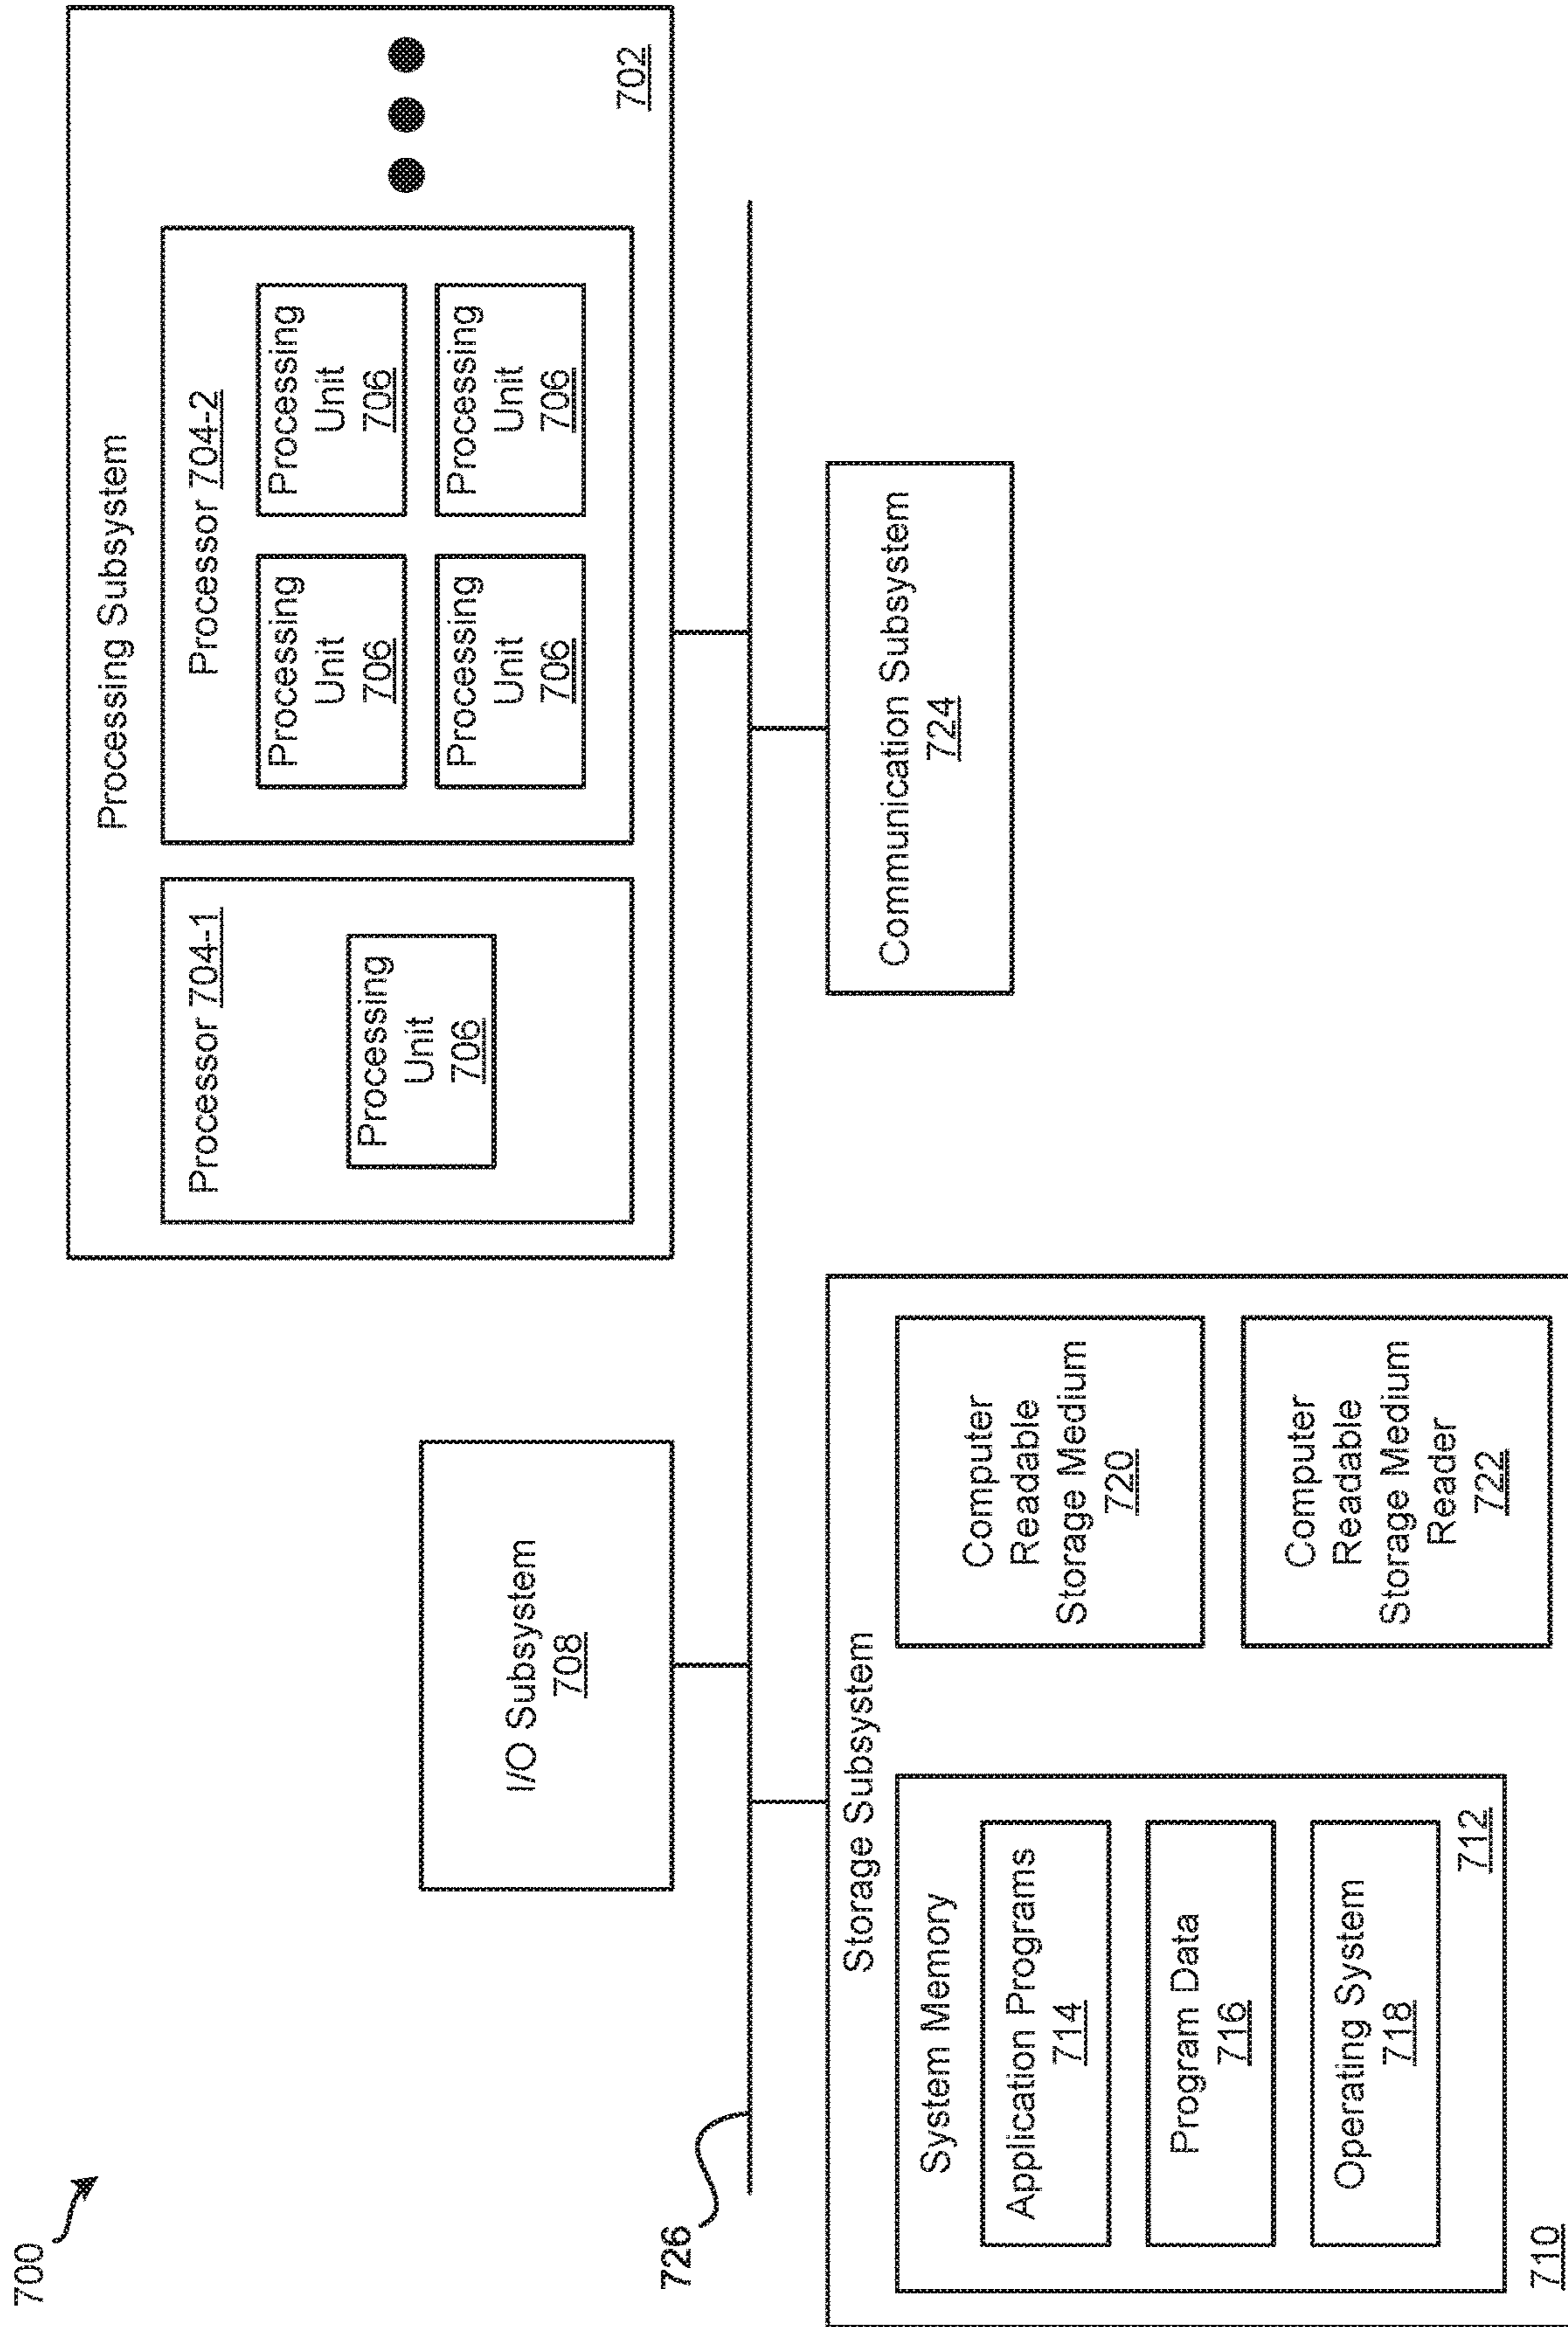 700
Processing Subsystem
Processor 704-1
Processing
Unit
706
Processor 704-2
Processing
Unit
706
Processing
Unit
706
Processing
Unit
706
Processing
Unit
706
702
I/O Subsystem
708
726
Storage Subsystem
System Memory
Application Programs
714
Program Data
716
Operating System
718
712
Computer
Readable
Storage Medium
720
Computer
Readable
Storage Medium
Reader
722
710
Communication Subsystem
724